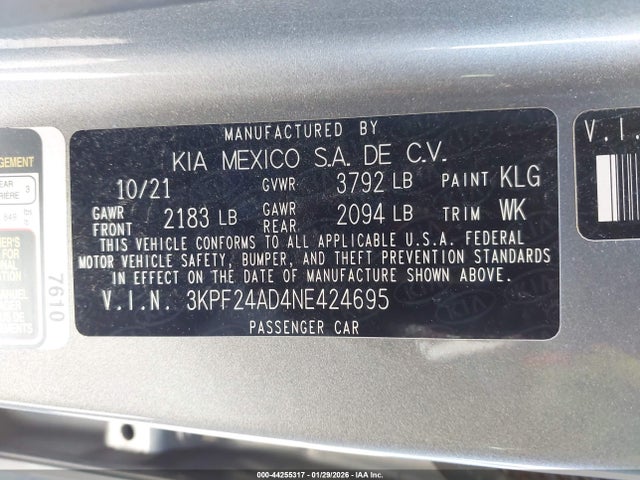 MANUFACTURED BY
KIA MEXICO S.A. DE C.V.
10/21 GVWR 3792 LB PAINT KLG
GAWR FRONT 2183 LB GAWR REAR 2094 LB TRIM WK
THIS VEHICLE CONFORMS TO ALL APPLICABLE U.S.A. FEDERAL
MOTOR VEHICLE SAFETY, BUMPER, AND THEFT PREVENTION STANDARDS
IN EFFECT ON THE DATE OF MANUFACTURE SHOWN ABOVE.
V.I.N. 3KPF24AD4NE424695
PASSENGER CAR
7610
V.I.
000-44255317 - 01/29/2026 - IAAI